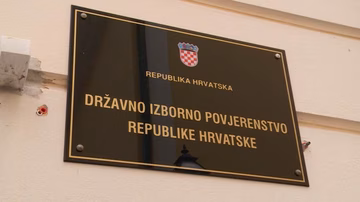 REPUBLIKA HRVATSKA
DRŽAVNO IZBORNO POVJERENSTVO
REPUBLIKE HRVATSKE